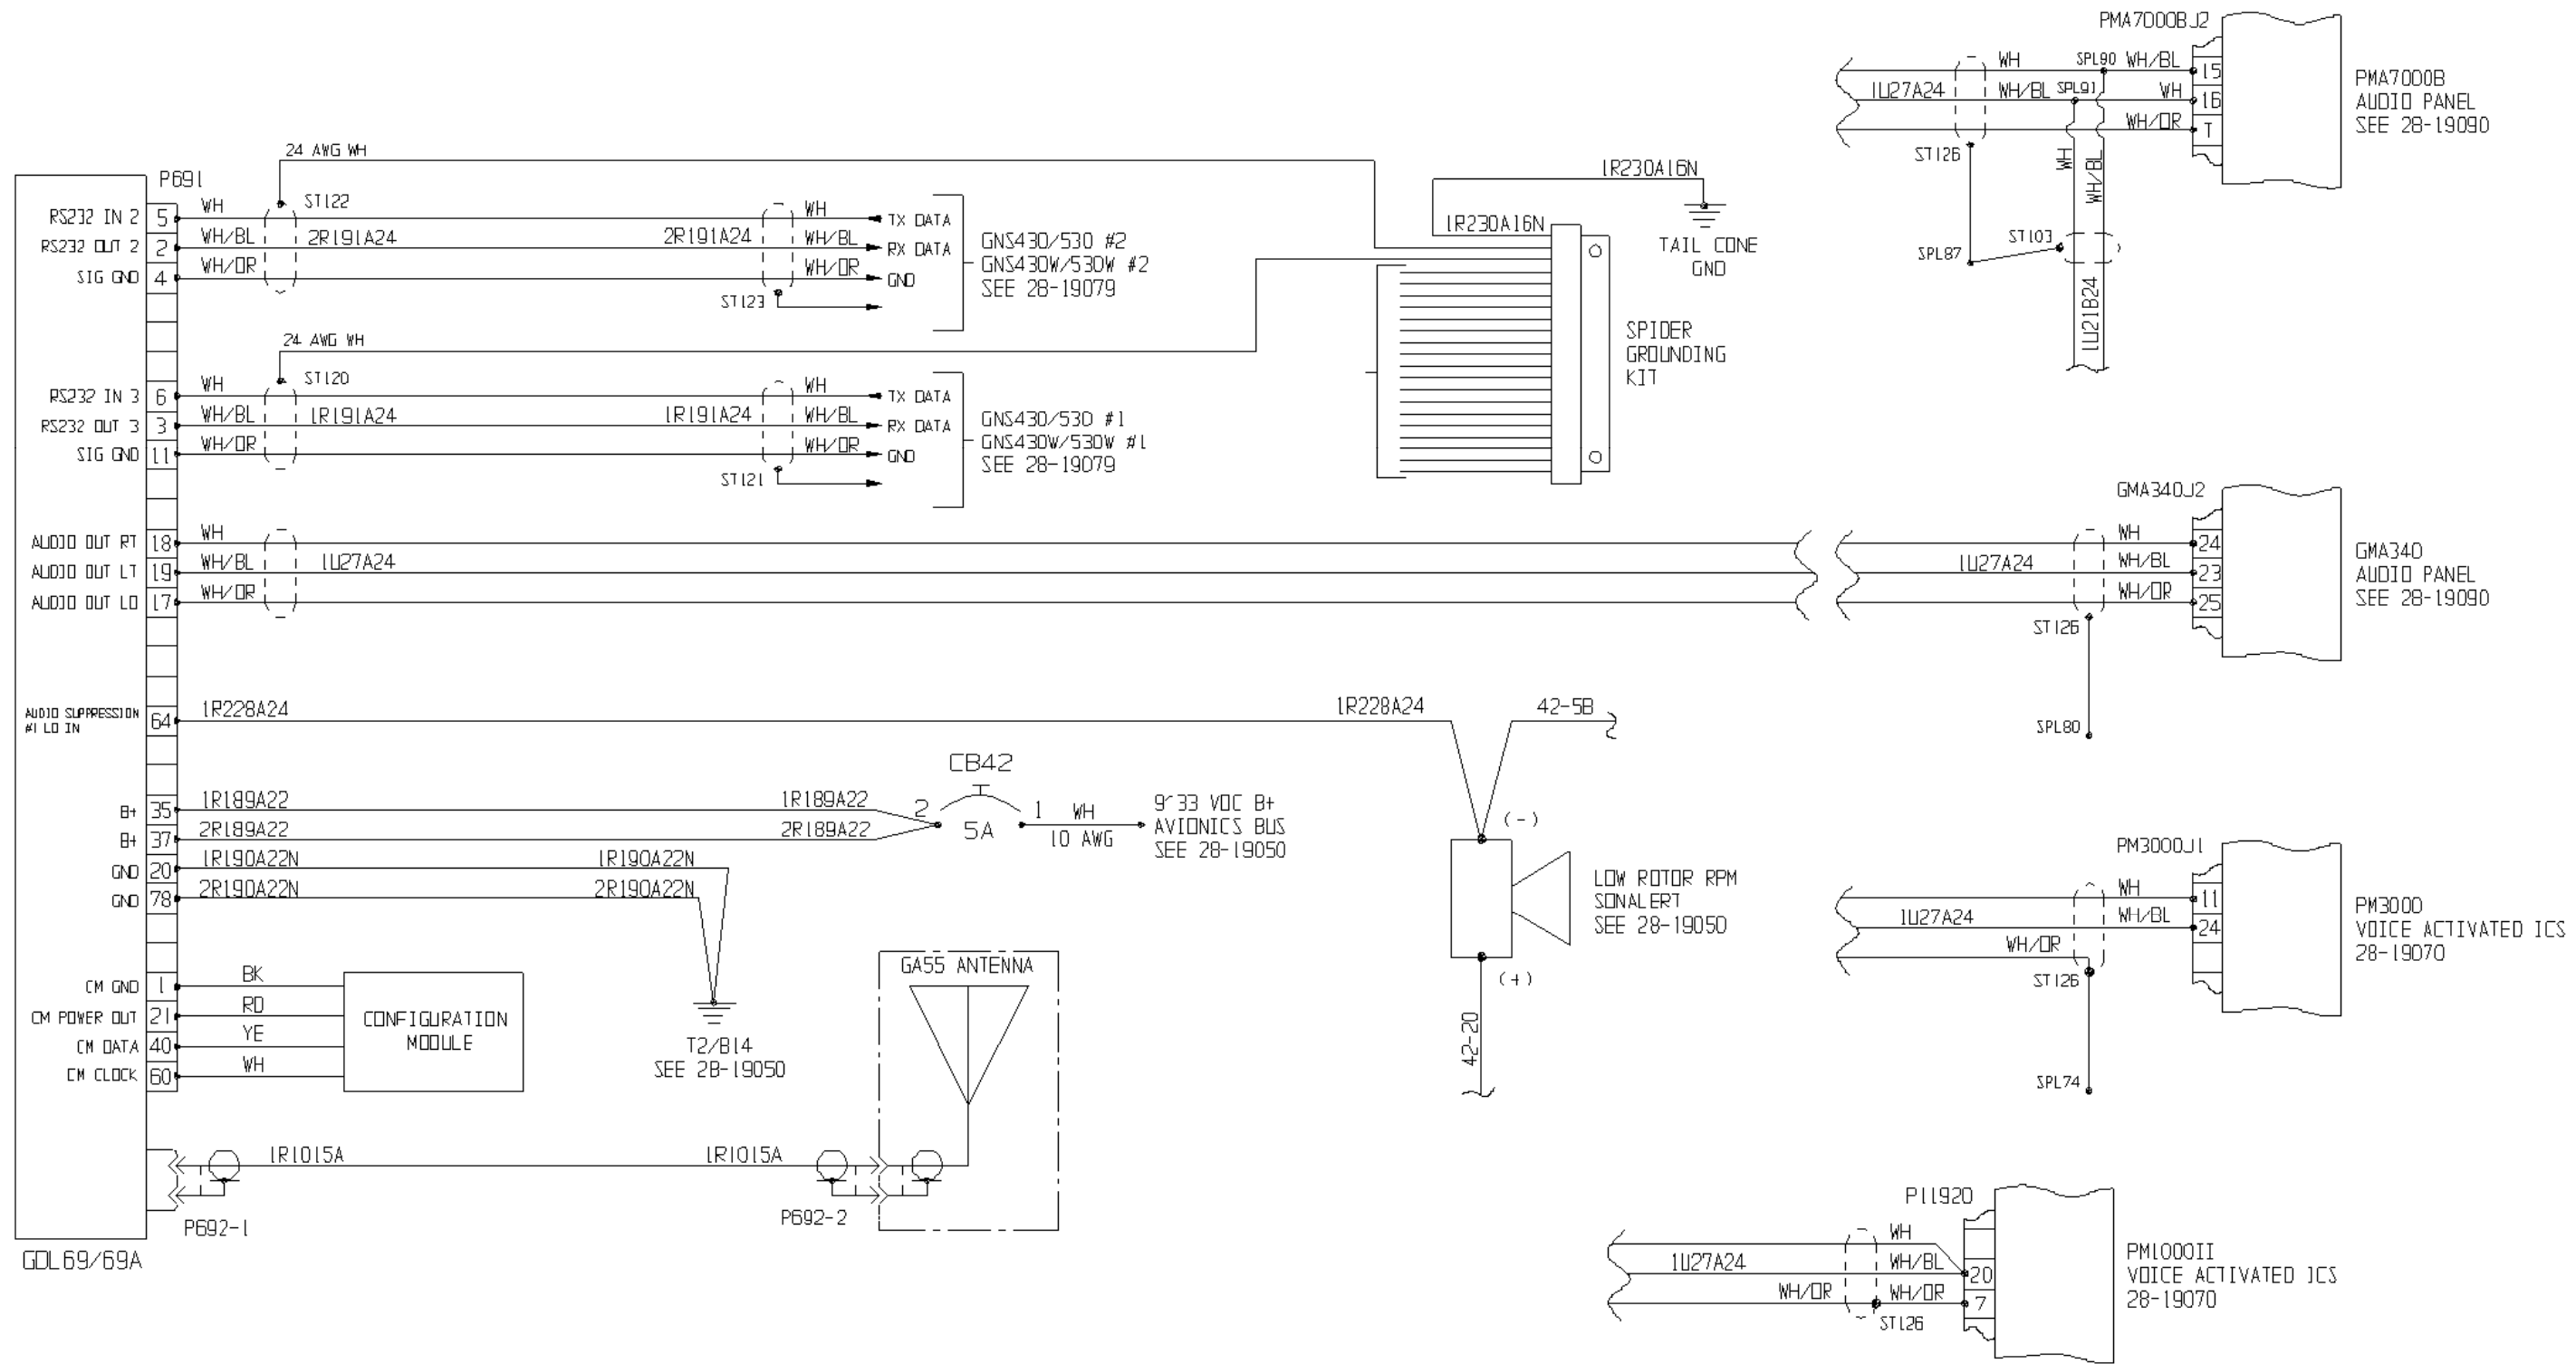 PMA7000BJ2
WH
SPL90
WH/BL
15
1U27A24
WH/BL
SPL91
WH
16
WH/OR
T
PMA7000B
AUDIO PANEL
SEE 28-19090
ST126
WH
WH/BL
SPL87
ST103
1U21B24
24 AWG WH
P691
RS232 IN 2
5
WH
ST122
WH
TX DATA
RS232 OUT 2
2
WH/BL
2R191A24
2R191A24
WH/BL
RX DATA
SIG GND
4
WH/OR
WH/OR
GND
ST123
GNS430/530 #2
GNS430W/530W #2
SEE 28-19079
1R230A16N
1R230A16N
TAIL CONE
GND
SPIDER
GROUNDING
KIT
24 AWG WH
RS232 IN 3
6
WH
ST120
WH
TX DATA
RS232 OUT 3
3
WH/BL
1R191A24
1R191A24
WH/BL
RX DATA
SIG GND
11
WH/OR
WH/OR
GND
ST121
GNS430/530 #1
GNS430W/530W #1
SEE 28-19079
AUDIO OUT RT
18
WH
AUDIO OUT LT
19
WH/BL
1U27A24
AUDIO OUT LO
17
WH/OR
GMA340J2
WH
24
1U27A24
WH/BL
23
WH/OR
25
ST126
SPL80
GMA340
AUDIO PANEL
SEE 28-19090
AUDIO SUPPRESSION
#1 LO IN
64
1R228A24
1R228A24
42-5B
CB42
B+
35
1R189A22
1R189A22
2
1
WH
B+
37
2R189A22
2R189A22
5A
10 AWG
9~33 VDC B+
AVIONICS BUS
SEE 28-19050
GND
20
1R190A22N
1R190A22N
GND
78
2R190A22N
2R190A22N
T2/B14
SEE 28-19050
(-)
LOW ROTOR RPM
SONALERT
SEE 28-19050
(+)
42-20
PM3000J1
WH
11
1U27A24
WH/BL
24
WH/OR
ST126
SPL74
PM3000
VOICE ACTIVATED ICS
28-19070
CM GND
1
BK
CM POWER OUT
21
RD
CM DATA
40
YE
CM CLOCK
60
WH
CONFIGURATION
MODULE
GA55 ANTENNA
1R1015A
1R1015A
P692-1
P692-2
GDL69/69A
P11920
WH
1U27A24
WH/BL
20
WH/OR
WH/OR
7
ST126
PM1000II
VOICE ACTIVATED ICS
28-19070